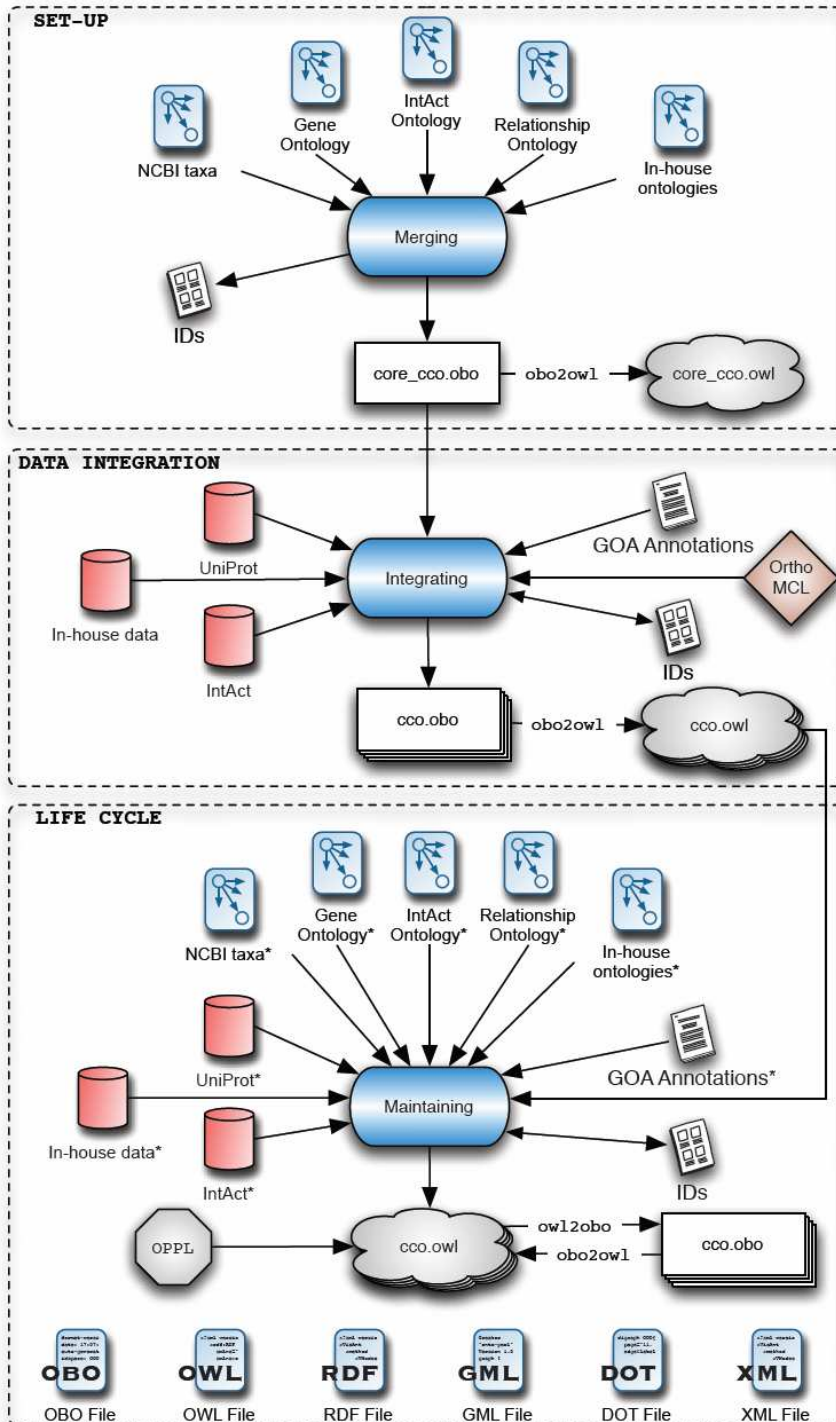 SET-UP
IntAct
Ontology
Gene
Ontology
Relationship
Ontology
NCBI taxa
In-house
ontologies
Merging
IDs
core_cco.obo
obo2owl
core_cco.owl
DATA INTEGRATION
UniProt
GOA Annotations
In-house data
Integrating
Ortho
MCL
IntAct
IDs
cco.obo
obo2owl
cco.owl
LIFE CYCLE
NCBI taxa*
Gene
Ontology*
IntAct
Ontology*
Relationship
Ontology*
In-house
ontologies*
UniProt*
GOA Annotations*
In-house data*
Maintaining
IntAct*
IDs
OPPL
cco.owl
owl2obo
obo2owl
cco.obo
OBO
OWL
RDF
GML
DOT
XML
OBO File
OWL File
RDF File
GML File
DOT File
XML File